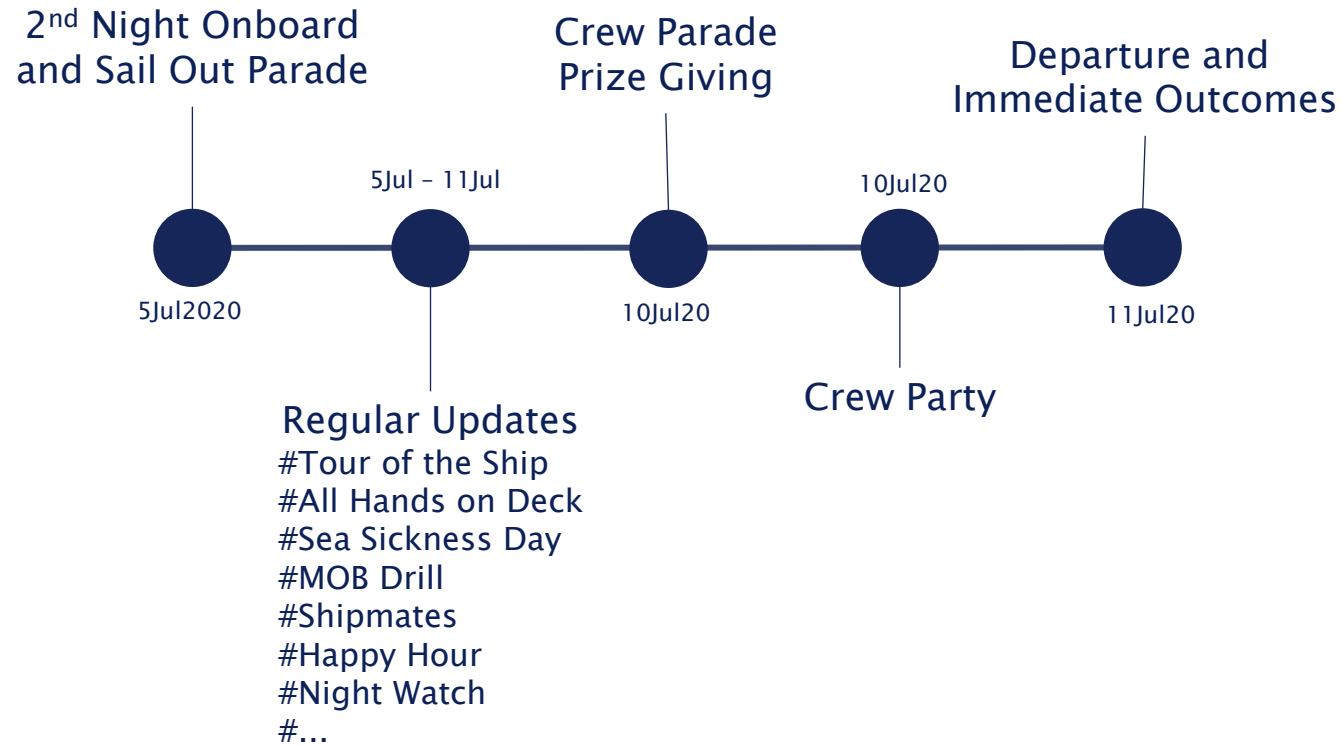 2nd Night Onboard
and Sail Out Parade
5Jul2020
5Jul – 11Jul
Regular Updates
#Tour of the Ship
#All Hands on Deck
#Sea Sickness Day
#MOB Drill
#Shipmates
#Happy Hour
#Night Watch
#...
Crew Parade
Prize Giving
10Jul20
10Jul20
Crew Party
Departure and
Immediate Outcomes
11Jul20